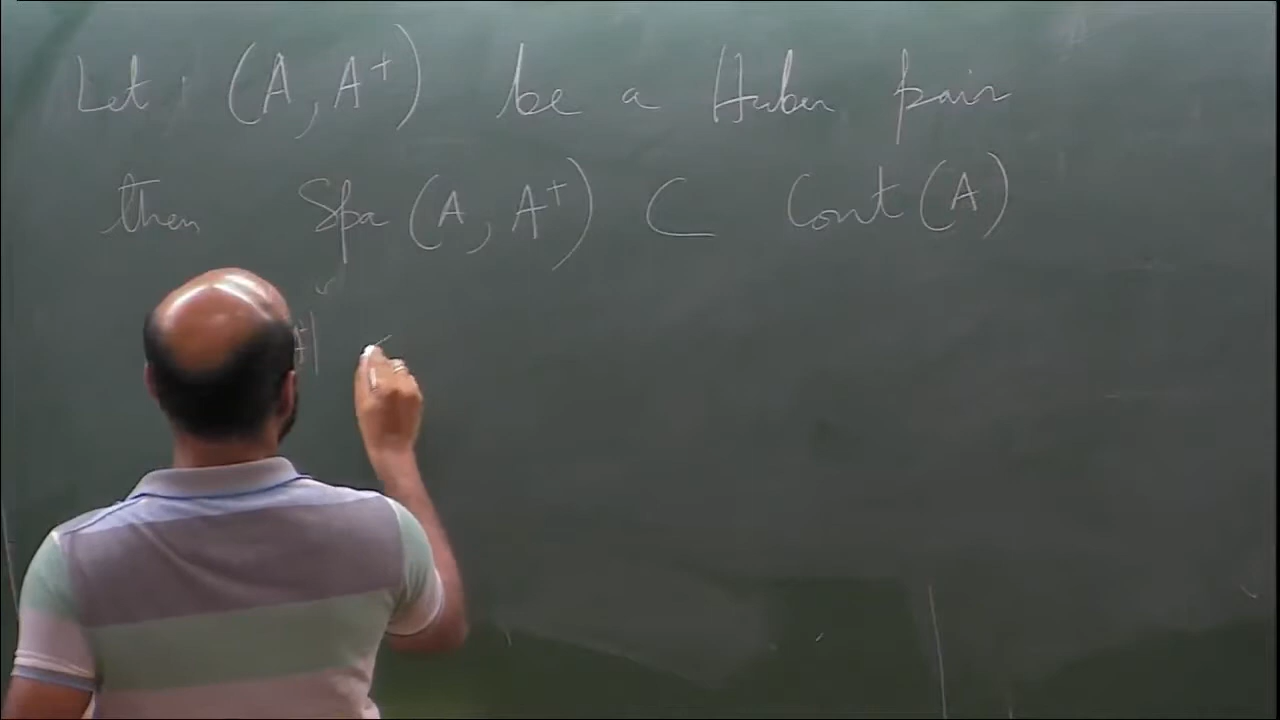 Let (A, A⁺) be a Huber pair
then Spa (A, A⁺) ⊂ Cont (A)